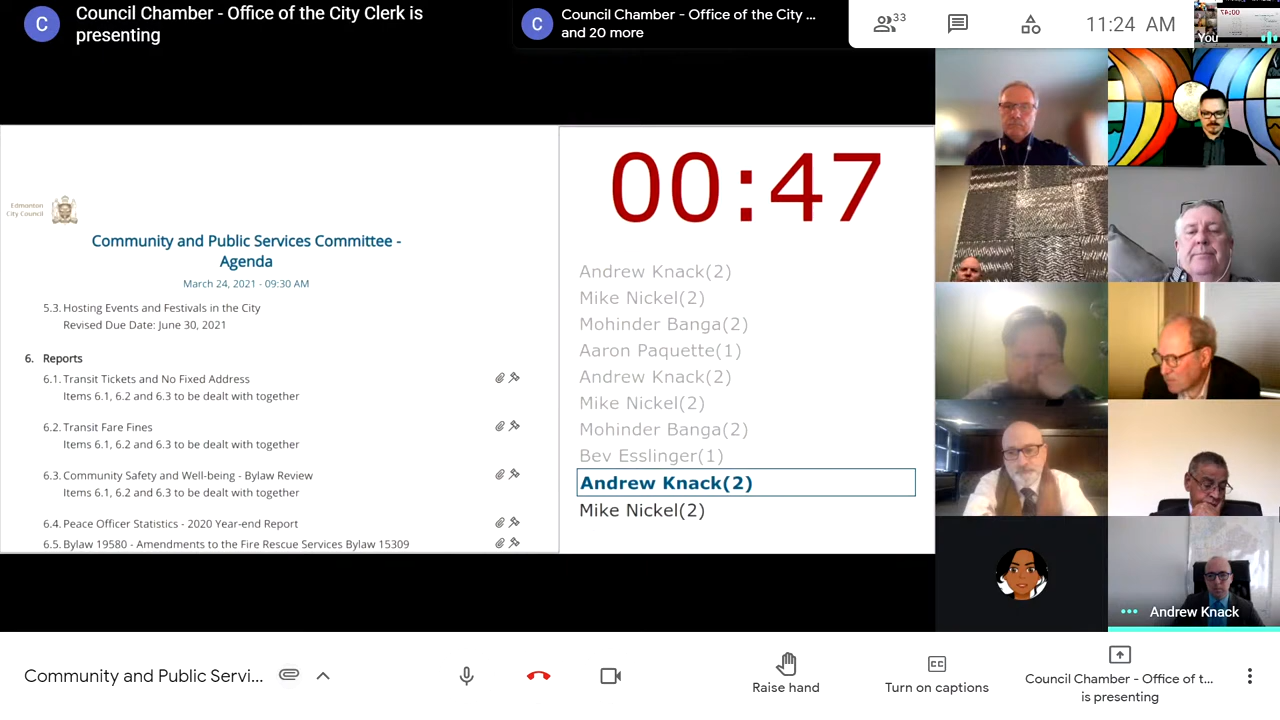 C
Council Chamber - Office of the City Clerk is
presenting
C
Council Chamber - Office of the City ...
and 20 more
33
11:24 AM
You
Edmonton
City Council
Community and Public Services Committee -
Agenda
March 24, 2021 - 09:30 AM
5.3. Hosting Events and Festivals in the City
Revised Due Date: June 30, 2021
6. Reports
6.1. Transit Tickets and No Fixed Address
Items 6.1, 6.2 and 6.3 to be dealt with together
6.2. Transit Fare Fines
Items 6.1, 6.2 and 6.3 to be dealt with together
6.3. Community Safety and Well-being - Bylaw Review
Items 6.1, 6.2 and 6.3 to be dealt with together
6.4. Peace Officer Statistics - 2020 Year-end Report
6.5. Bylaw 19580 - Amendments to the Fire Rescue Services Bylaw 15309
00:47
Andrew Knack(2)
Mike Nickel(2)
Mohinder Banga(2)
Aaron Paquette(1)
Andrew Knack(2)
Mike Nickel(2)
Mohinder Banga(2)
Bev Esslinger(1)
Andrew Knack(2)
Mike Nickel(2)
Andrew Knack
Community and Public Servi...
Raise hand
CC
Turn on captions
Council Chamber - Office of t...
is presenting